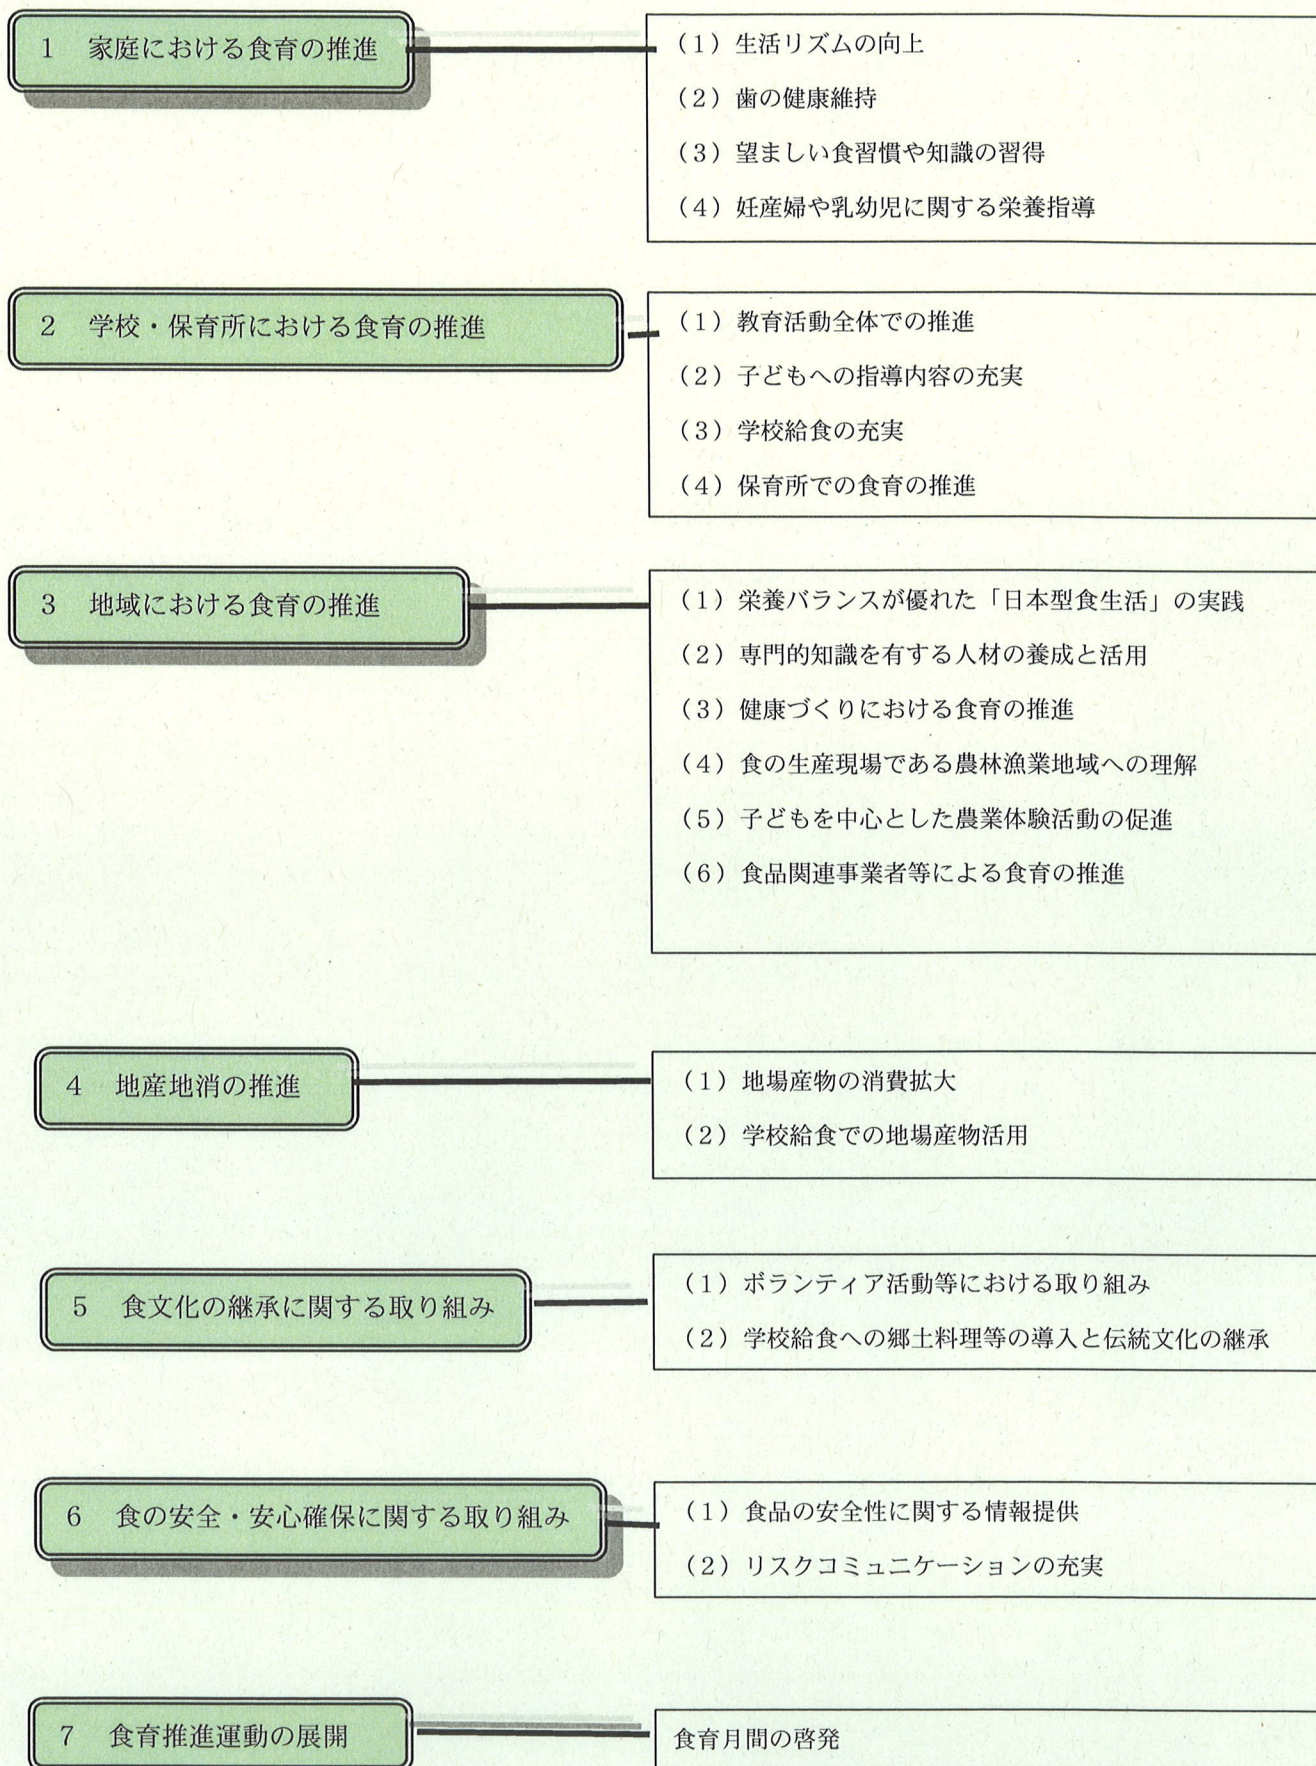 1　家庭における食育の推進
（1）生活リズムの向上
（2）歯の健康維持
（3）望ましい食習慣や知識の習得
（4）妊産婦や乳幼児に関する栄養指導
2　学校・保育所における食育の推進
（1）教育活動全体での推進
（2）子どもへの指導内容の充実
（3）学校給食の充実
（4）保育所での食育の推進
3　地域における食育の推進
（1）栄養バランスが優れた「日本型食生活」の実践
（2）専門的知識を有する人材の養成と活用
（3）健康づくりにおける食育の推進
（4）食の生産現場である農林漁業地域への理解
（5）子どもを中心とした農業体験活動の促進
（6）食品関連事業者等による食育の推進
4　地産地消の推進
（1）地場産物の消費拡大
（2）学校給食での地場産物活用
5　食文化の継承に関する取り組み
（1）ボランティア活動等における取り組み
（2）学校給食への郷土料理等の導入と伝統文化の継承
6　食の安全・安心確保に関する取り組み
（1）食品の安全性に関する情報提供
（2）リスクコミュニケーションの充実
7　食育推進運動の展開
食育月間の啓発